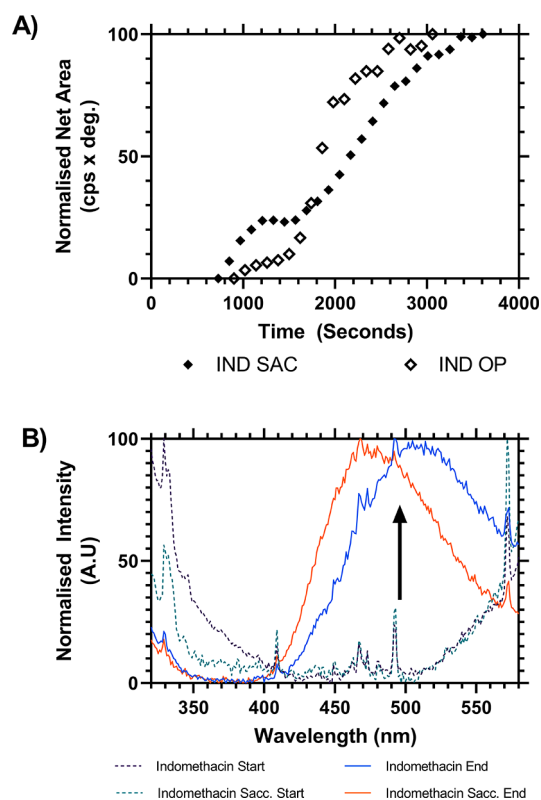 A)
Normalised Net Area
(cps x deg.)
100
50
0
0 1000 2000 3000 4000
Time (Seconds)
IND SAC IND OP
B)
Normalised Intensity
(A.U)
100
50
0
350 400 450 500 550
Wavelength (nm)
Indomethacin Start Indomethacin End
Indomethacin Sacc. Start Indomethacin Sacc. End